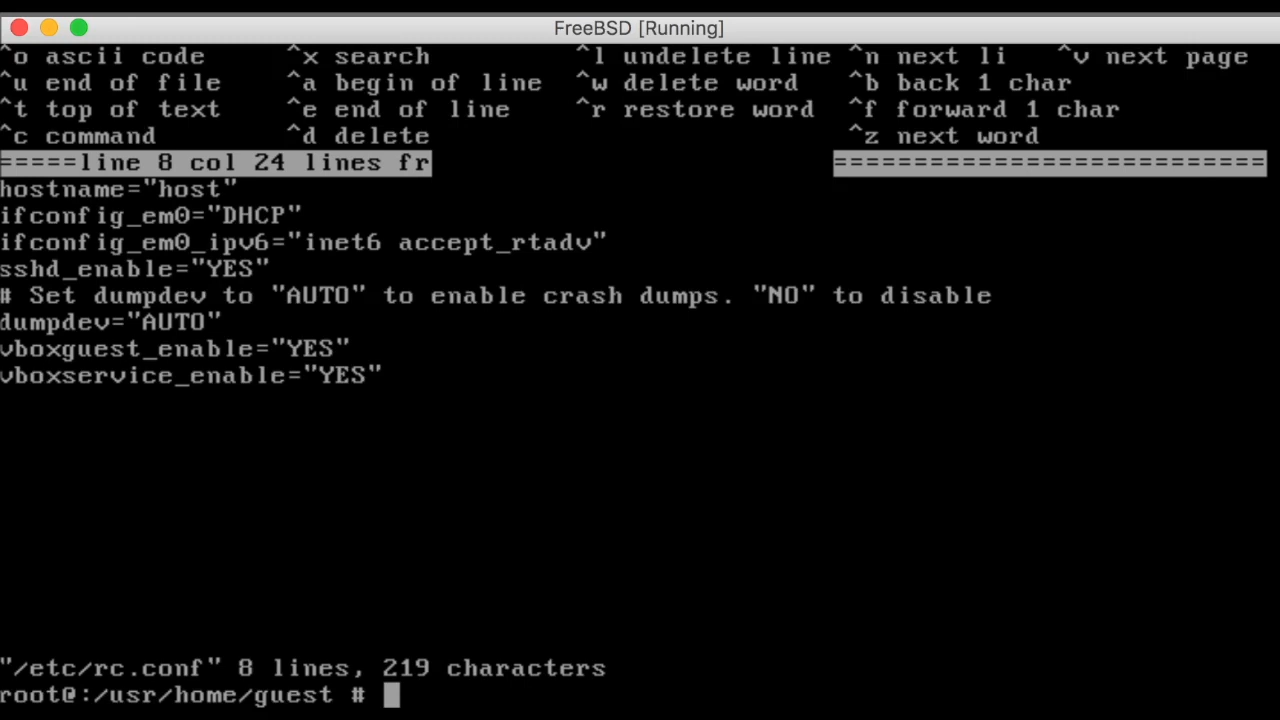 FreeBSD [Running]
^o ascii code ^x search ^l undelete line ^n next li ^v next page
^u end of file ^a begin of line ^w delete word ^b back 1 char
^t top of text ^e end of line ^r restore word ^f forward 1 char
^c command ^d delete ^z next word
=====line 8 col 24 lines fr ===========================
hostname="host"
ifconfig_em0="DHCP"
ifconfig_em0_ipv6="inet6 accept_rtadv"
sshd_enable="YES"
# Set dumpdev to "AUTO" to enable crash dumps. "NO" to disable
dumpdev="AUTO"
vboxguest_enable="YES"
vboxservice_enable="YES"
"/etc/rc.conf" 8 lines, 219 characters
root@:/usr/home/guest #